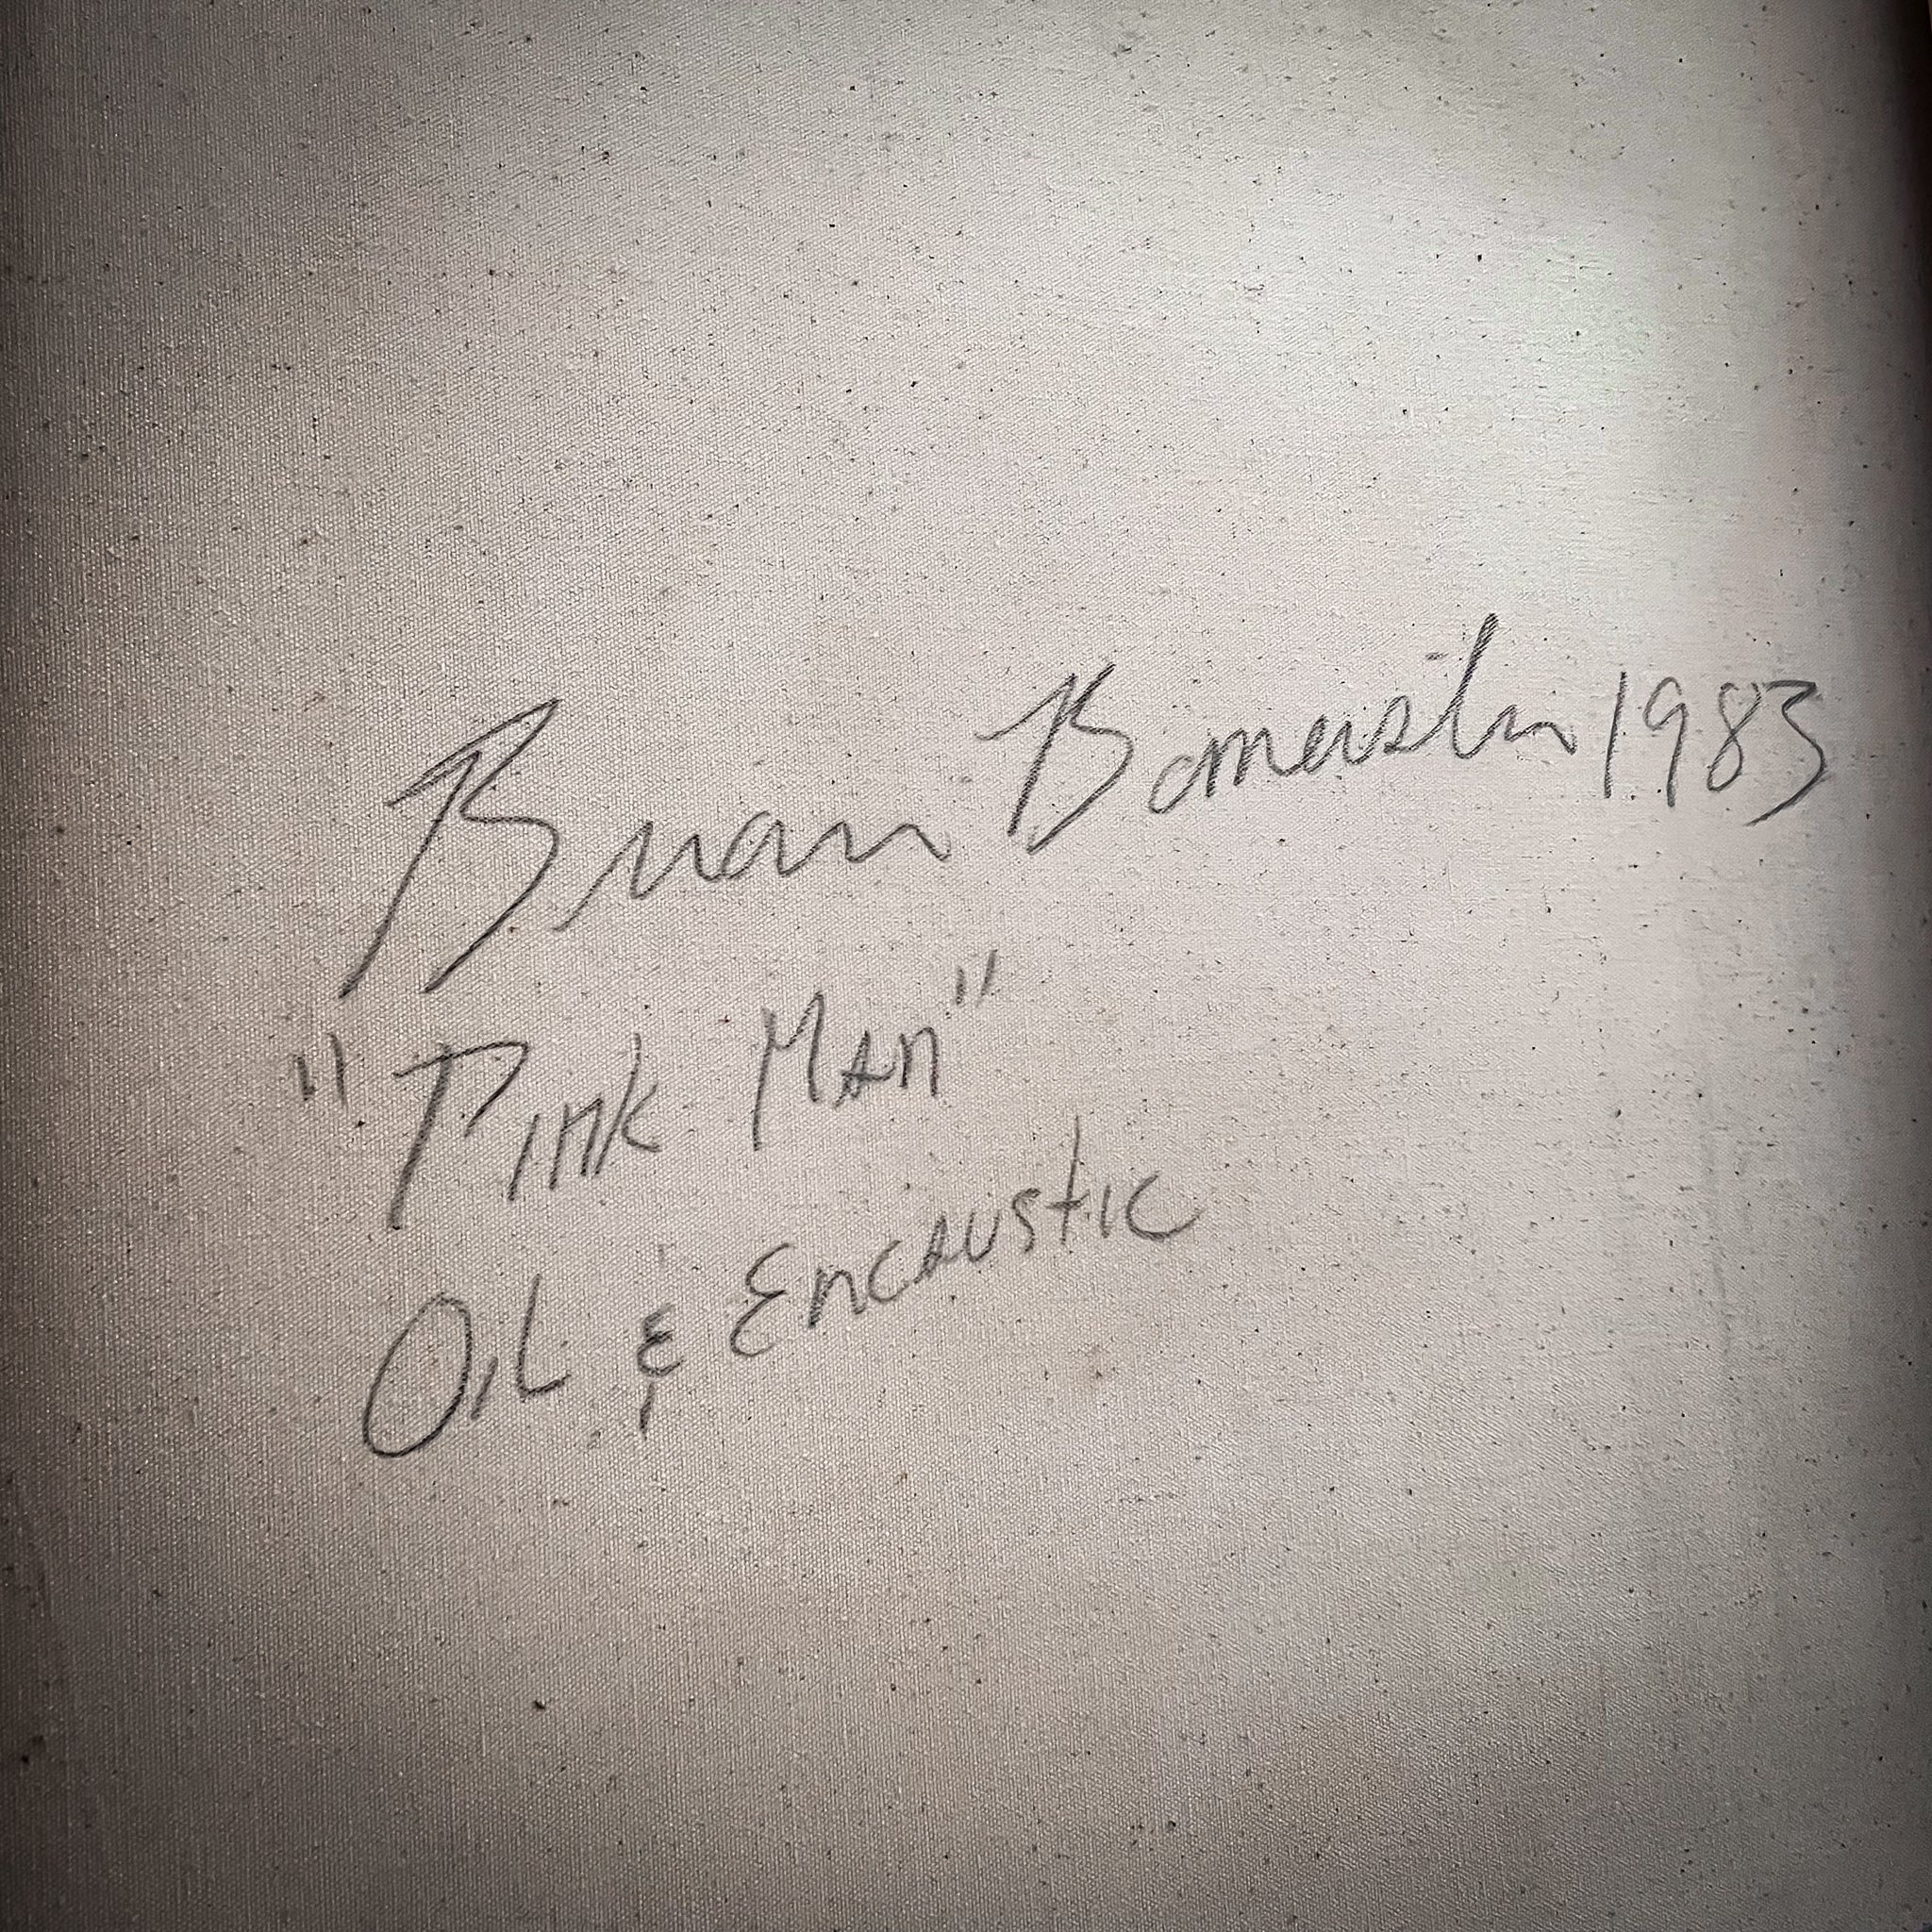 Brian Bomeisler 1983
"Pink Man"
Oil & Encaustic